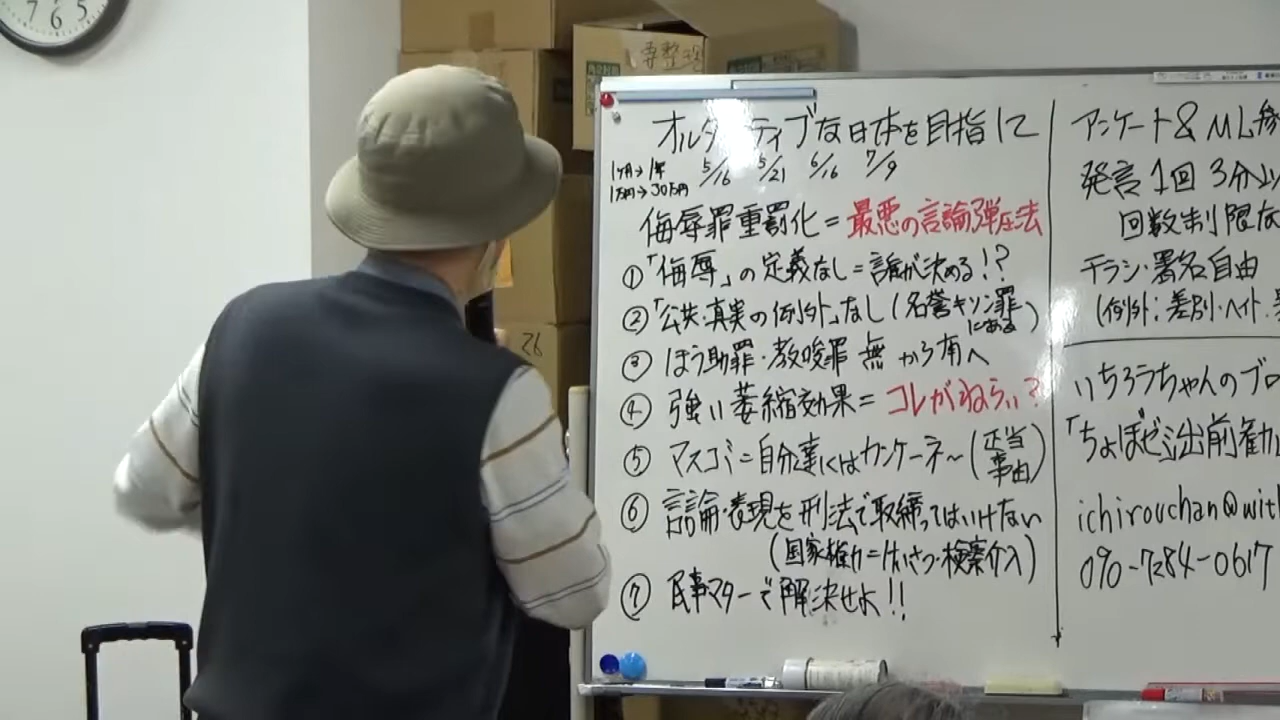 7 6 5
26
オルタナティブな日本を目指して
1ヶ月→1年
1万円→30万円
5/16 5/21 6/16 7/9
侮辱罪重罰化=最悪の言論弾圧法
①「侮辱」の定義なし=誰が決める!?
②「公共・真実の例外」なし(名誉キソン罪にある)
③ ほう助罪・教唆罪 無から有へ
④ 強い萎縮効果=コレがねらい?
⑤ マスコミ=自分達にはカンケーネ~(正当事由)
⑥ 言論・表現を刑法で取締ってはいけない
(国家権力=けいさつ・検察介入)
⑦ 民事マターで解決せよ!!
アンケート&ML
発言1回 3分以
回数制限な
チラシ・署名自由
(例外:差別・ヘイト・
いちろうちゃんのブロ
「ちょぼゼミ出前勧
ichirouchan@with
090-7284-0617